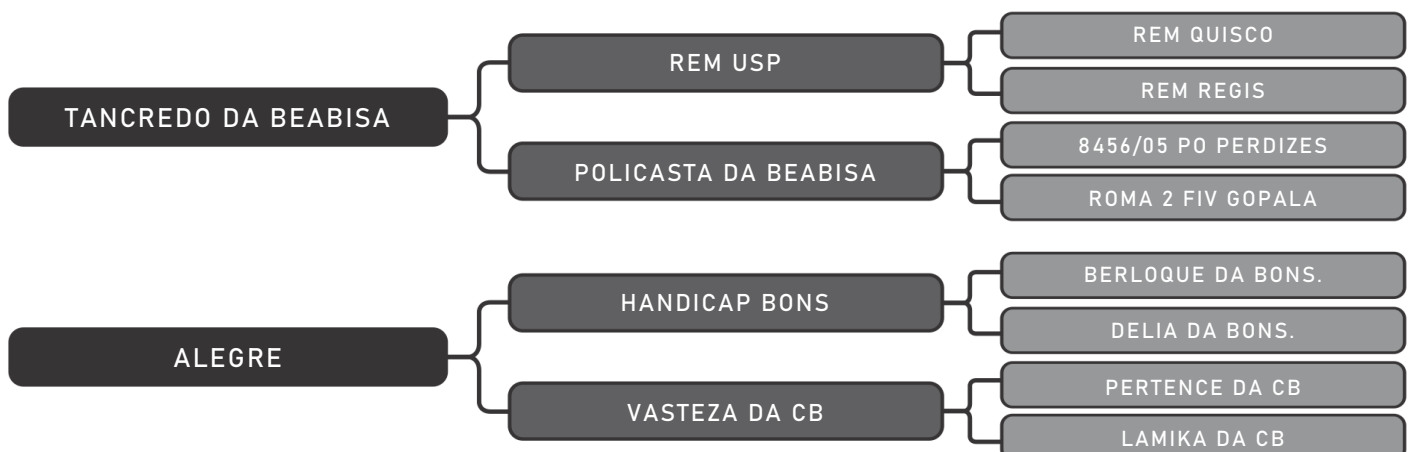 TANCREDO DA BEABISA
REM USP
REM QUISCO
REM REGIS
POLICASTA DA BEABISA
8456/05 PO PERDIZES
ROMA 2 FIV GOPALA
ALEGRE
HANDICAP BONS
BERLOQUE DA BONS.
DELIA DA BONS.
VASTEZA DA CB
PERTENCE DA CB
LAMIKA DA CB